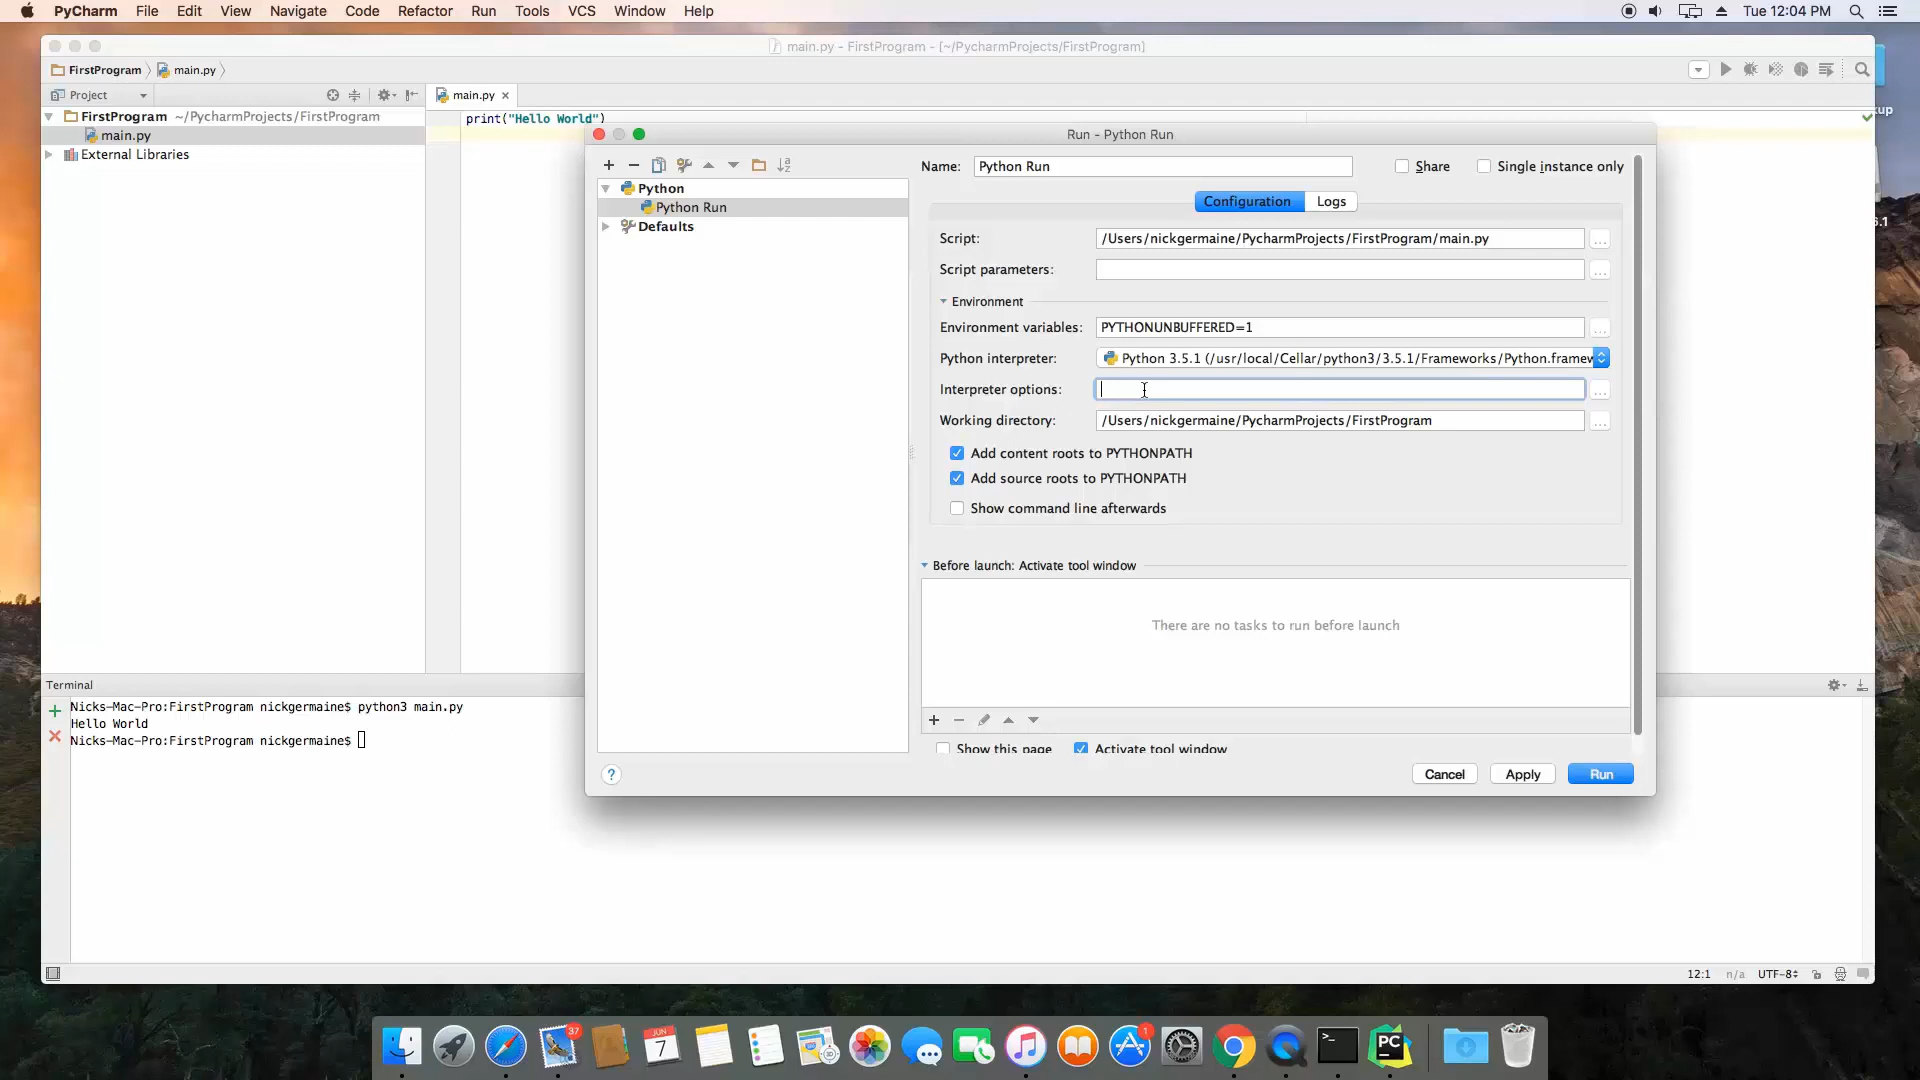 PyCharm File Edit View Navigate Code Refactor Run Tools VCS Window Help Tue 12:04 PM
main.py - FirstProgram - [~/PycharmProjects/FirstProgram]
FirstProgram main.py
Project main.py
FirstProgram ~/PycharmProjects/FirstProgram
main.py
External Libraries
print("Hello World")
Run - Python Run
Python
Python Run
Defaults
Name: Python Run Share Single instance only
Configuration Logs
Script: /Users/nickgermaine/PycharmProjects/FirstProgram/main.py
Script parameters:
Environment
Environment variables: PYTHONUNBUFFERED=1
Python interpreter: Python 3.5.1 (/usr/local/Cellar/python3/3.5.1/Frameworks/Python.framew
Interpreter options:
Working directory: /Users/nickgermaine/PycharmProjects/FirstProgram
Add content roots to PYTHONPATH
Add source roots to PYTHONPATH
Show command line afterwards
Before launch: Activate tool window
There are no tasks to run before launch
Show this page Activate tool window
? Cancel Apply Run
Terminal
Nicks-Mac-Pro:FirstProgram nickgermaine$ python3 main.py
Hello World
Nicks-Mac-Pro:FirstProgram nickgermaine$
12:1 n/a UTF-8
37
JUN
7
3D
1
>_
PC